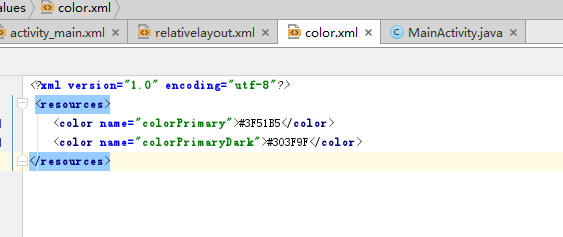 alues color.xml
activity_main.xml relativelayout.xml color.xml MainActivity.java
<?xml version="1.0" encoding="utf-8"?>
<resources>
<color name="colorPrimary">#3F51B5</color>
<color name="colorPrimaryDark">#303F9F</color>
</resources>